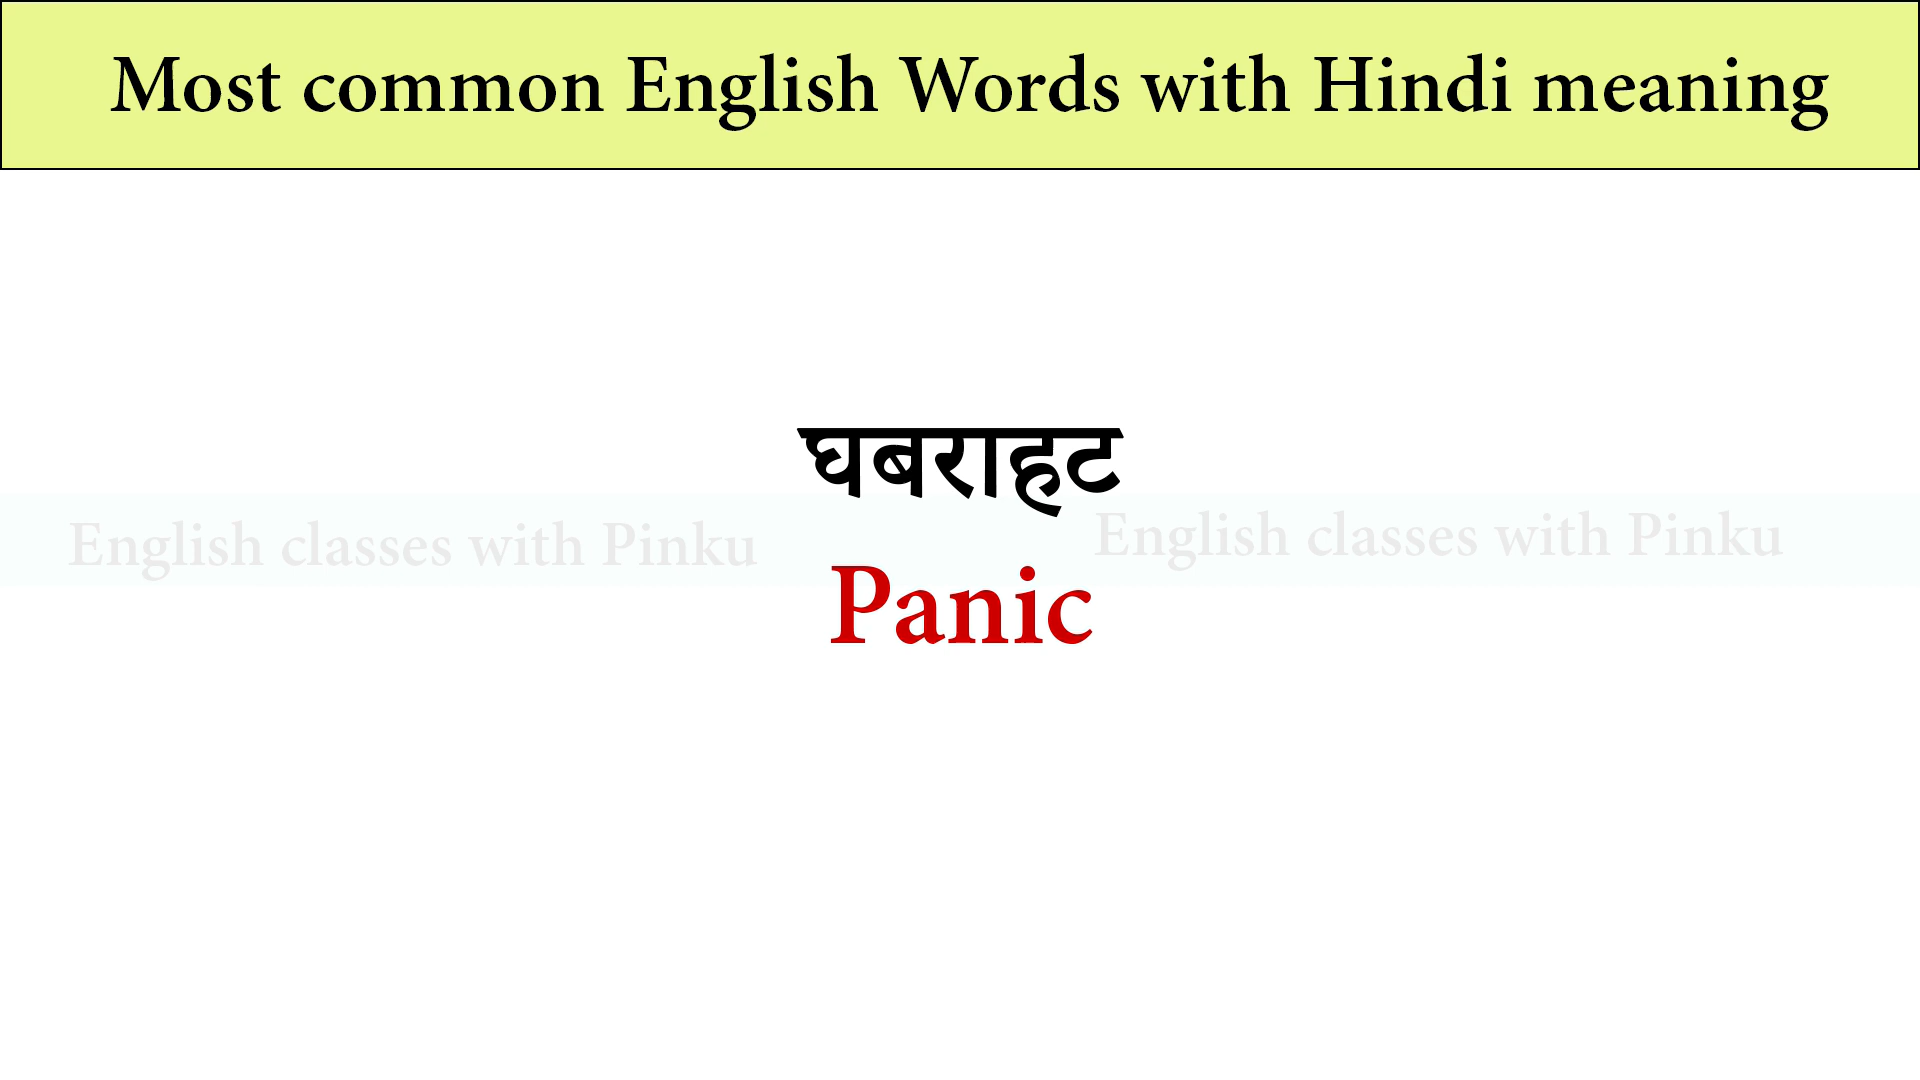 Most common English Words with Hindi meaning
घबराहट
English classes with Pinku
English classes with Pinku
Panic